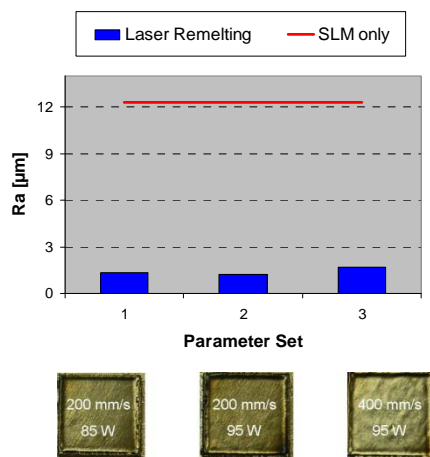 Laser Remelting SLM only
12
9
6
3
0
Ra [µm]
1 2 3
Parameter Set
200 mm/s 200 mm/s 400 mm/s
85 W 95 W 95 W